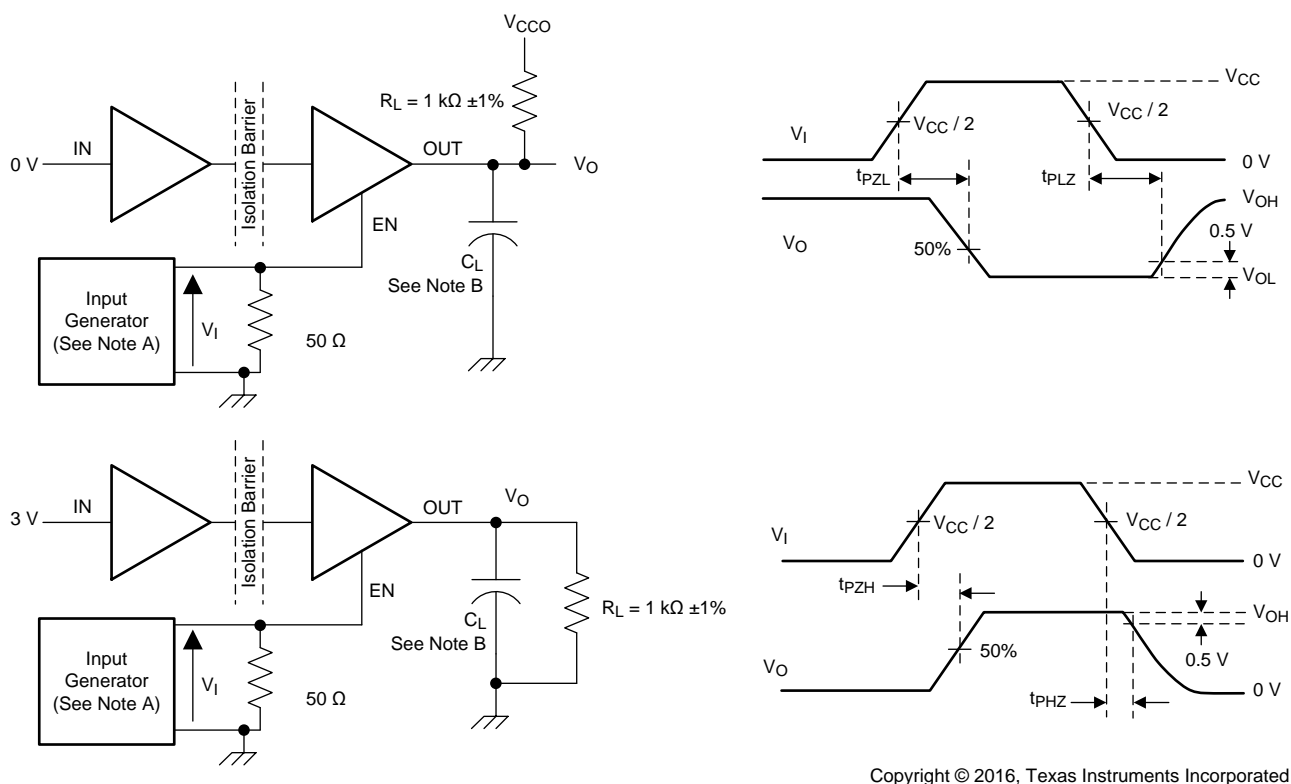 VCCO
RL = 1 kΩ ±1%
Isolation Barrier
0 V
IN
OUT
VO
EN
CL
See Note B
Input
Generator
(See Note A)
VI
50 Ω
VCC
VCC / 2
VCC / 2
VI
0 V
tPZL
tPLZ
VOH
0.5 V
VO
50%
VOL
Isolation Barrier
3 V
IN
OUT
VO
EN
CL
See Note B
RL = 1 kΩ ±1%
Input
Generator
(See Note A)
VI
50 Ω
VCC
VCC / 2
VCC / 2
VI
0 V
tPZH
VOH
50%
0.5 V
VO
tPHZ
0 V
Copyright © 2016, Texas Instruments Incorporated